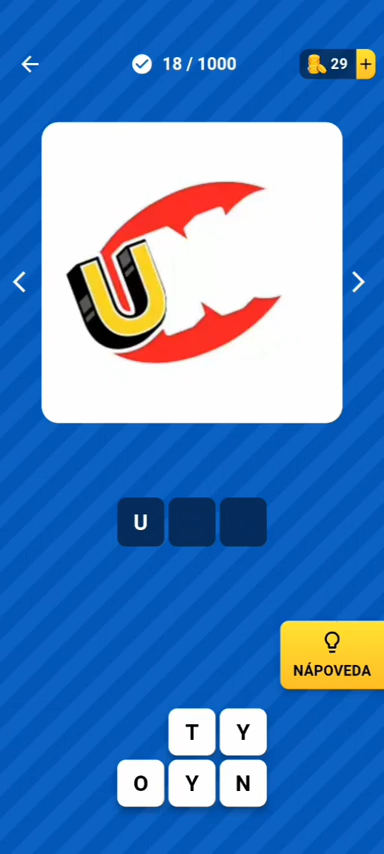 18 / 1000
29 +
U
U
NÁPOVEDA
T Y
O Y N